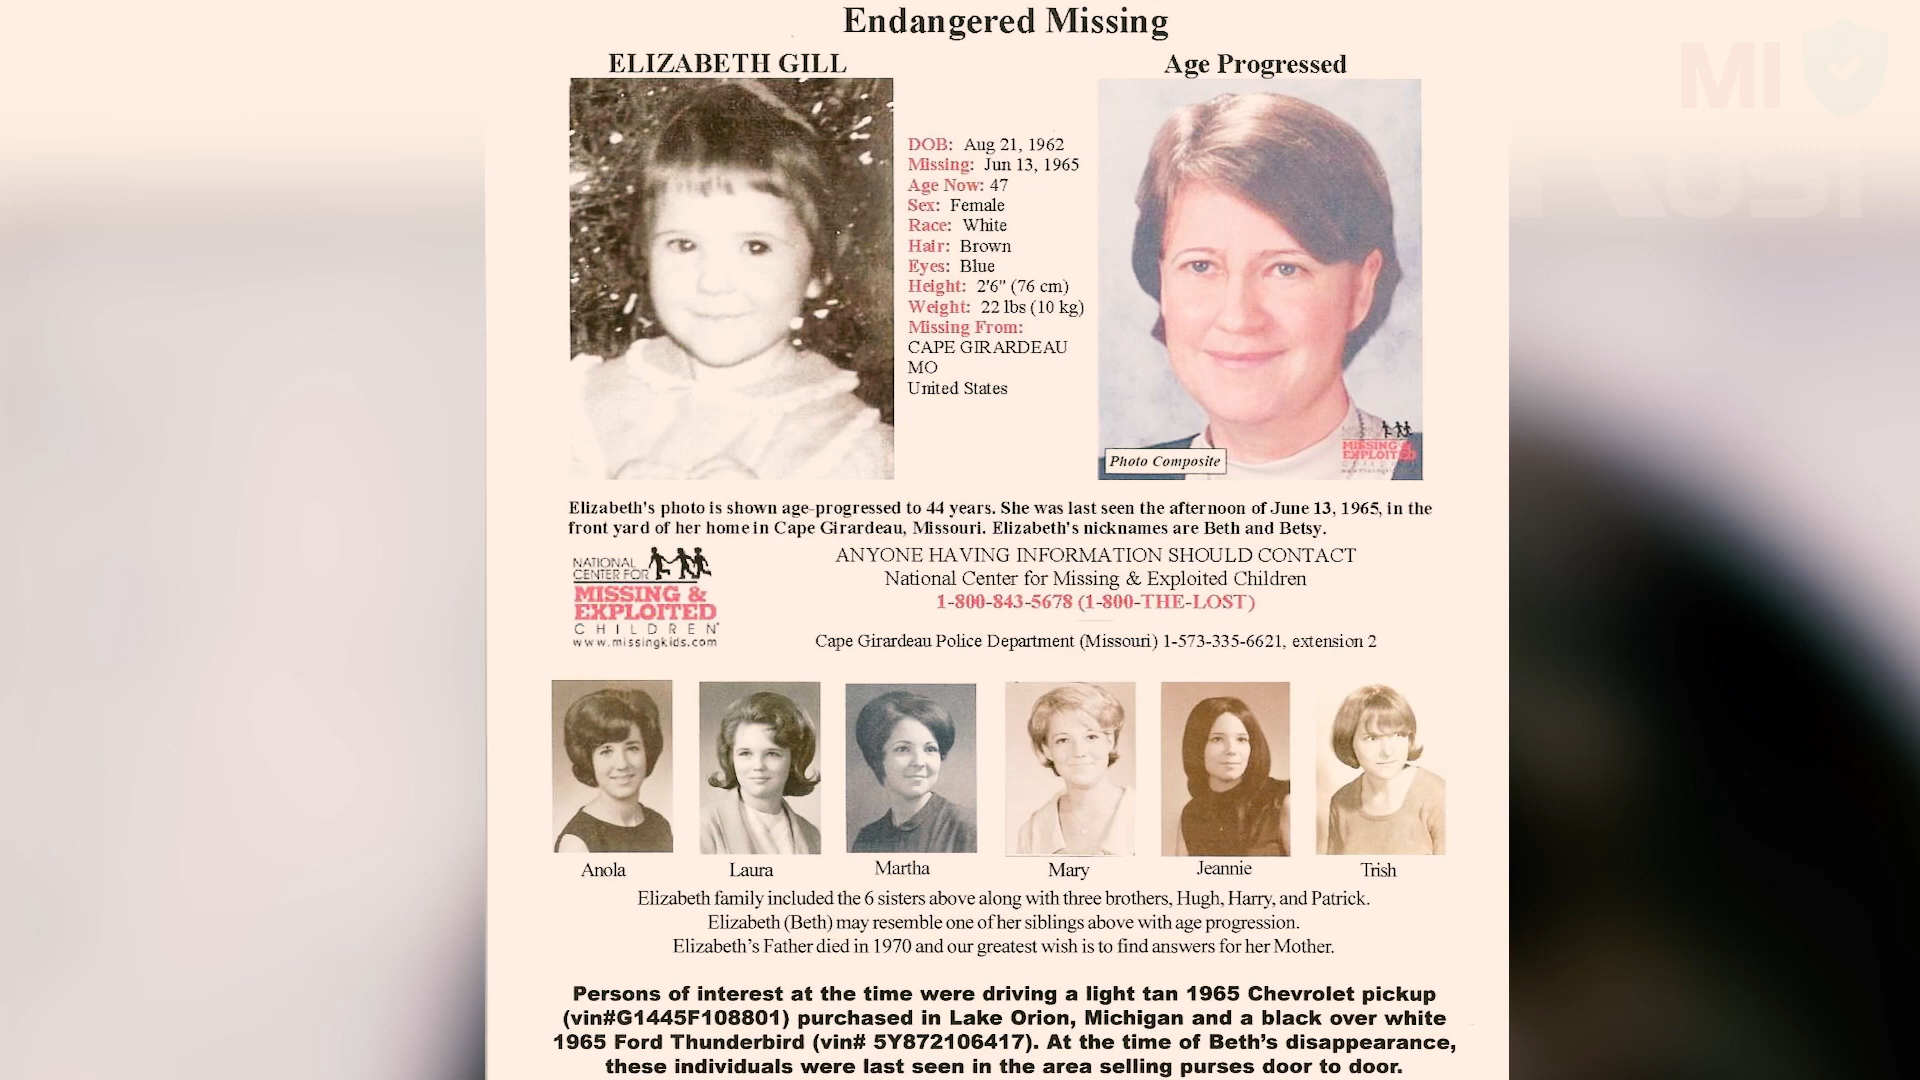 Endangered Missing
ELIZABETH GILL
Age Progressed
MI
DOB: Aug 21, 1962
Missing: Jun 13, 1965
Age Now: 47
Sex: Female
Race: White
Hair: Brown
Eyes: Blue
Height: 2'6" (76 cm)
Weight: 22 lbs (10 kg)
Missing From:
CAPE GIRARDEAU
MO
United States
Photo Composite
MISSING &
EXPLOITED
Elizabeth's photo is shown age-progressed to 44 years. She was last seen the afternoon of June 13, 1965, in the
front yard of her home in Cape Girardeau, Missouri. Elizabeth's nicknames are Beth and Betsy.
NATIONAL
CENTER FOR
MISSING &
EXPLOITED
CHILDREN
www.missingkids.com
ANYONE HAVING INFORMATION SHOULD CONTACT
National Center for Missing & Exploited Children
1-800-843-5678 (1-800-THE-LOST)
Cape Girardeau Police Department (Missouri) 1-573-335-6621, extension 2
Anola
Laura
Martha
Mary
Jeannie
Trish
Elizabeth family included the 6 sisters above along with three brothers, Hugh, Harry, and Patrick.
Elizabeth (Beth) may resemble one of her siblings above with age progression.
Elizabeth's Father died in 1970 and our greatest wish is to find answers for her Mother.
Persons of interest at the time were driving a light tan 1965 Chevrolet pickup
(vin#G1445F108801) purchased in Lake Orion, Michigan and a black over white
1965 Ford Thunderbird (vin# 5Y872106417). At the time of Beth's disappearance,
these individuals were last seen in the area selling purses door to door.